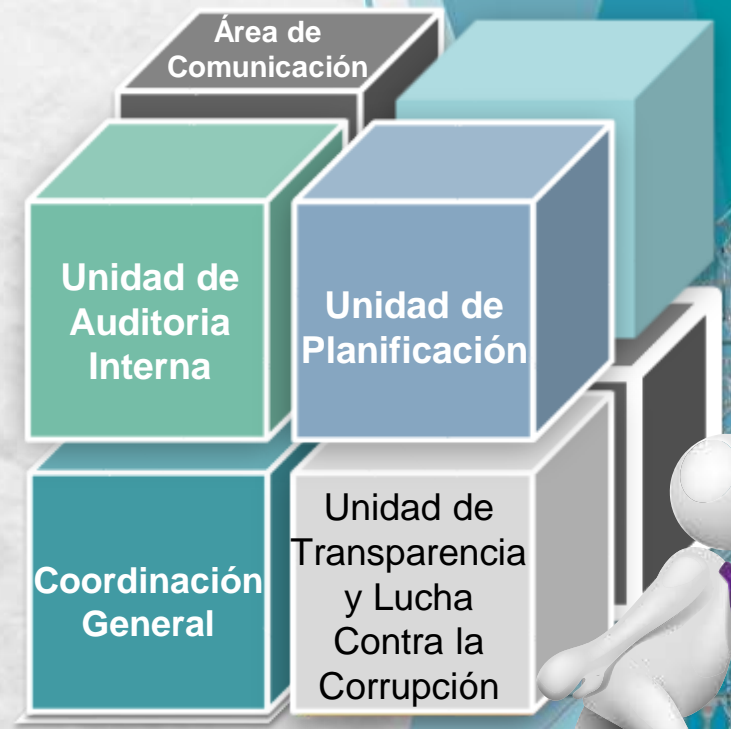 Área de
Comunicación
Unidad de
Auditoria
Interna
Unidad de
Planificación
Coordinación
General
Unidad de
Transparencia
y Lucha
Contra la
Corrupción